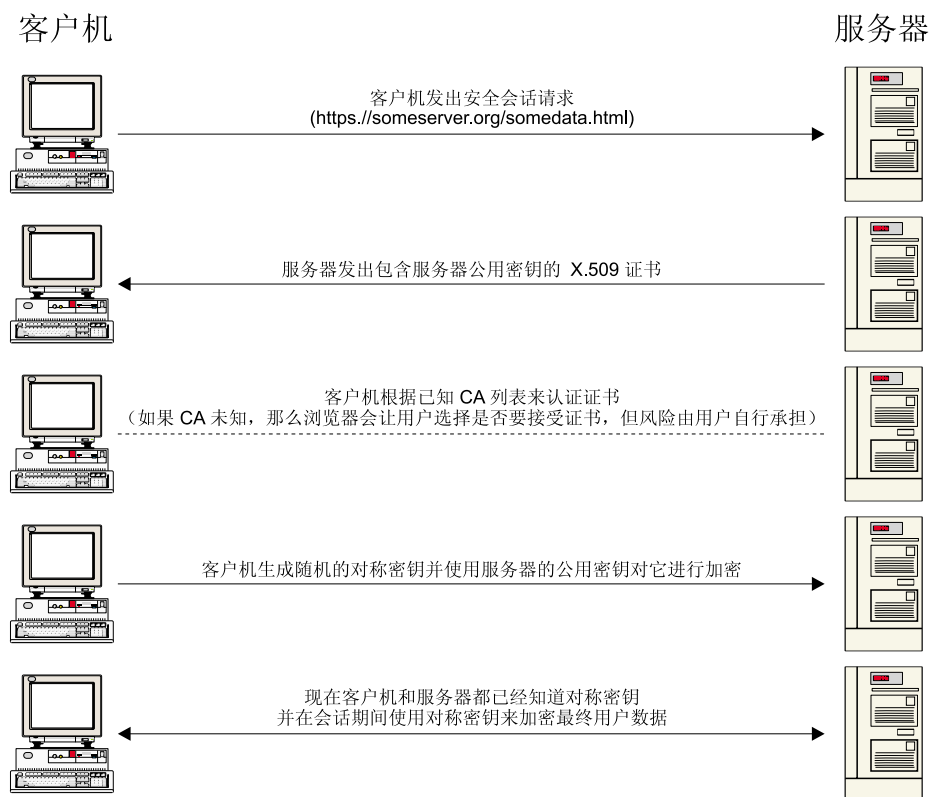 客户机
服务器
客户机发出安全会话请求
(https://someserver.org/somedata.html)
服务器发出包含服务器公用密钥的 X.509 证书
客户机根据已知 CA 列表来认证证书
（如果 CA 未知，那么浏览器会让用户选择是否要接受证书，但风险由用户自行承担）
客户机生成随机的对称密钥并使用服务器的公用密钥对它进行加密
现在客户机和服务器都已经知道对称密钥
并在会话期间使用对称密钥来加密最终用户数据